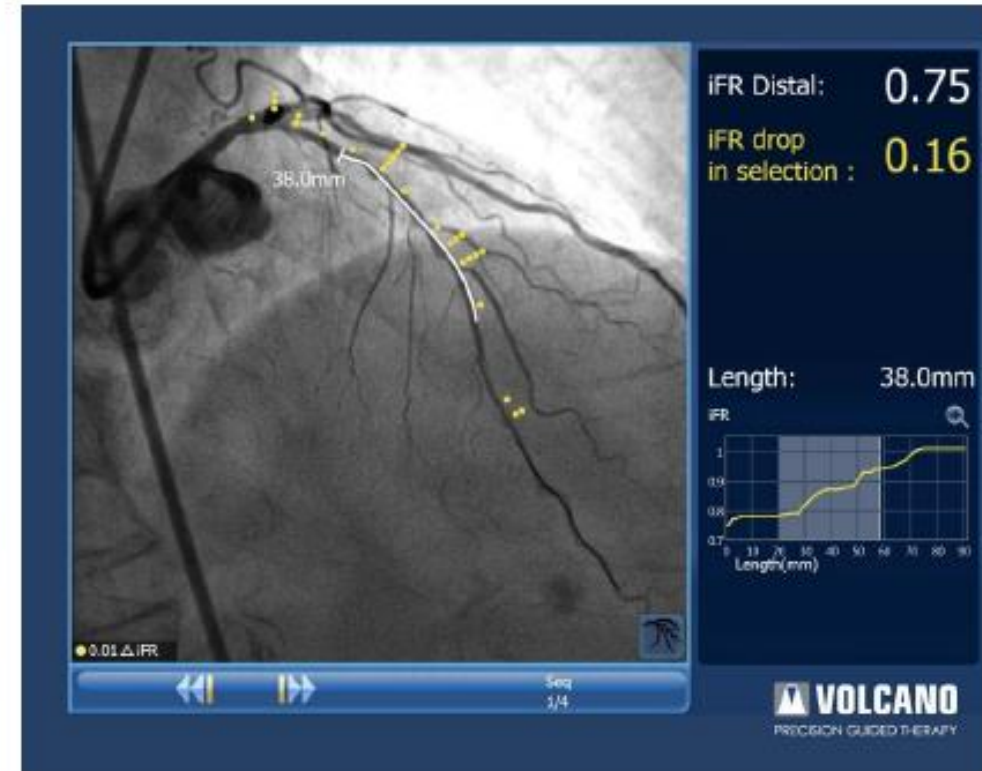 iFR Distal: 0.75
iFR drop
in selection : 0.16
38.0mm
Length: 38.0mm
iFR
1
0.9
0.8
0.7
0 10 20 30 40 50 60 70 80 90
Length(mm)
0.01 △ iFR
Seq
1/4
VOLCANO
PRECISION GUIDED THERAPY